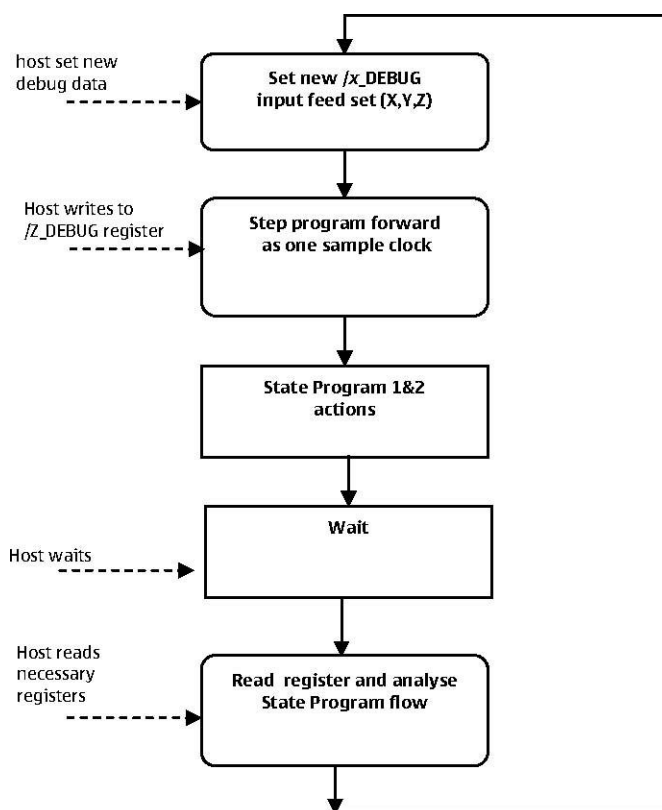 host set new
debug data
Set new /x_DEBUG
input feed set (X,Y,Z)
Host writes to
/Z_DEBUG register
Step program forward
as one sample clock
State Program 1&2
actions
Wait
Host waits
Host reads
necessary
registers
Read register and analyse
State Program flow